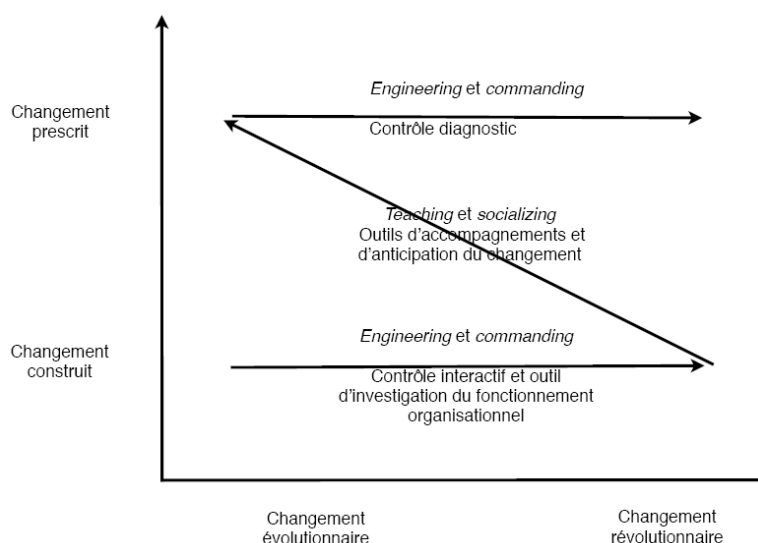 Engineering et commanding
Changement
prescrit
Contrôle diagnostic
Teaching et socializing
Outils d'accompagnements et
d'anticipation du changement
Engineering et commanding
Changement
construit
Contrôle interactif et outil
d'investigation du fonctionnement
organisationnel
Changement
évolutionnaire
Changement
révolutionnaire